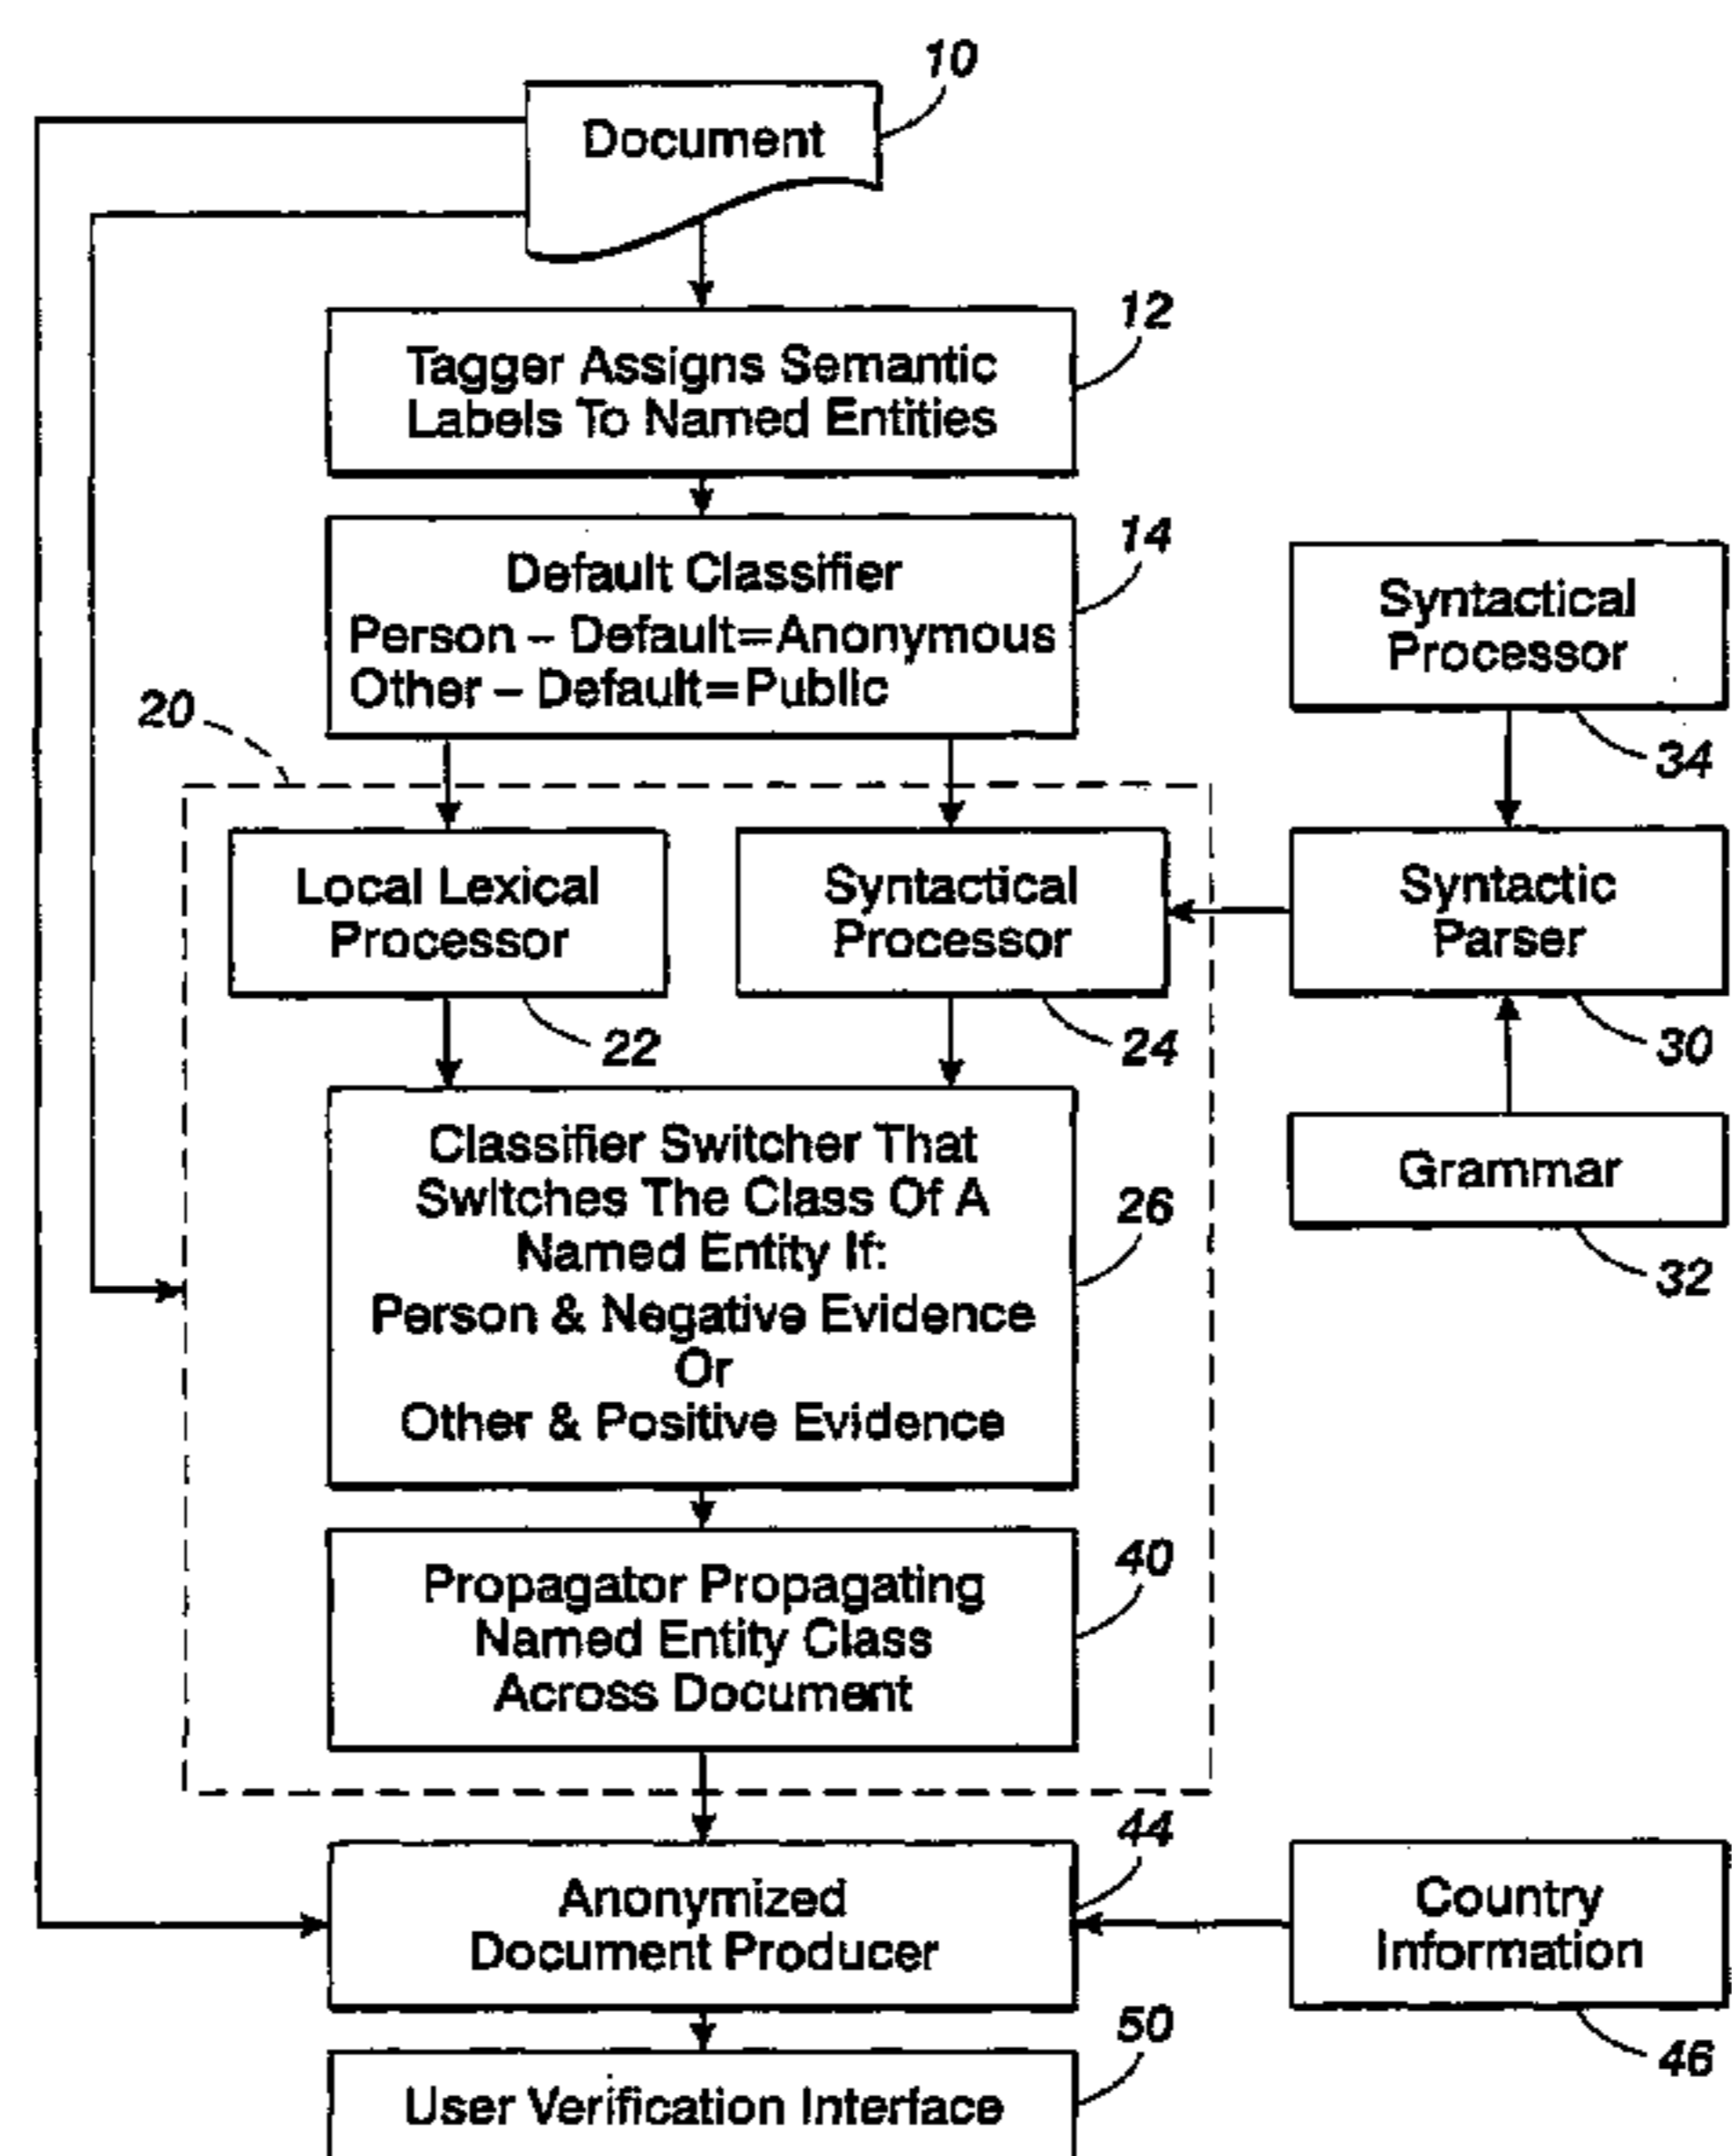 10
Document
12
Tagger Assigns Semantic
Labels To Named Entities
14
Default Classifier
Person – Default=Anonymous
Other – Default=Public
Syntactical
Processor
34
20
Local Lexical
Processor
22
Syntactical
Processor
24
Syntactic
Parser
30
Grammar
32
Classifier Switcher That
Switches The Class Of A
Named Entity If:
Person & Negative Evidence
Or
Other & Positive Evidence
26
Propagator Propagating
Named Entity Class
Across Document
40
Anonymized
Document Producer
44
Country
Information
46
User Verification Interface
50